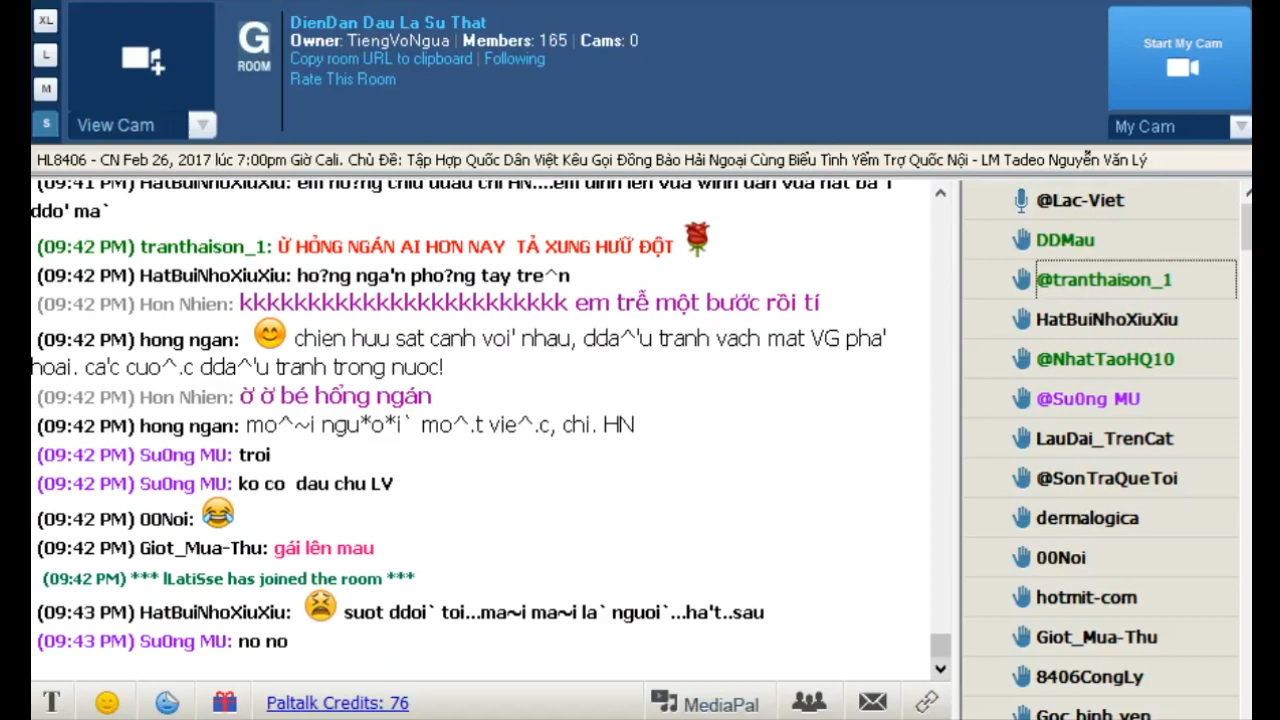 XL
L
M
S
View Cam
G
ROOM
DienDan Dau La Su That
Owner: TiengVoNgua | Members: 165 | Cams: 0
Copy room URL to clipboard | Following
Rate This Room
Start My Cam
My Cam
HL8406 - CN Feb 26, 2017 lúc 7:00pm Giờ Cali. Chủ Đề: Tập Hợp Quốc Dân Việt Kêu Gọi Đồng Bào Hải Ngoại Cùng Biểu Tình Yểm Trợ Quốc Nội - LM Tadeo Nguyễn Văn Lý
ddo' ma`
(09:42 PM) tranthaison_1: Ừ HỎNG NGÁN AI HƠN NAY TẢ XUNG HƯỮ ĐỘT
(09:42 PM) HatBuiNhoXiuXiu: ho?ng nga'n pho?ng tay tre^n
(09:42 PM) Hon Nhien: kkkkkkkkkkkkkkkkkkkkkkkk em trễ một bước rồi tí
(09:42 PM) hong ngan: chien huu sat canh voi' nhau, dda^'u tranh vach mat VG pha'
hoai. ca'c cuo^.c dda^'u tranh trong nuoc!
(09:42 PM) Hon Nhien: ờ ờ bé hổng ngán
(09:42 PM) hong ngan: mo^~i ngu*o*i` mo^.t vie^.c, chi. HN
(09:42 PM) Su0ng MU: troi
(09:42 PM) Su0ng MU: ko co dau chu LV
(09:42 PM) 00Noi:
(09:42 PM) Giot_Mua-Thu: gái lên mau
(09:42 PM) *** lLatiSse has joined the room ***
(09:43 PM) HatBuiNhoXiuXiu: suot ddoi` toi...ma~i ma~i la` nguoi`...ha't..sau
(09:43 PM) Su0ng MU: no no
@Lac-Viet
DDMau
@tranthaison_1
HatBuiNhoXiuXiu
@NhatTaoHQ10
@Su0ng MU
LauDai_TrenCat
@SonTraQueToi
dermalogica
00Noi
hotmit-com
Giot_Mua-Thu
8406CongLy
Goc binh yen
T
Paltalk Credits: 76
MediaPal